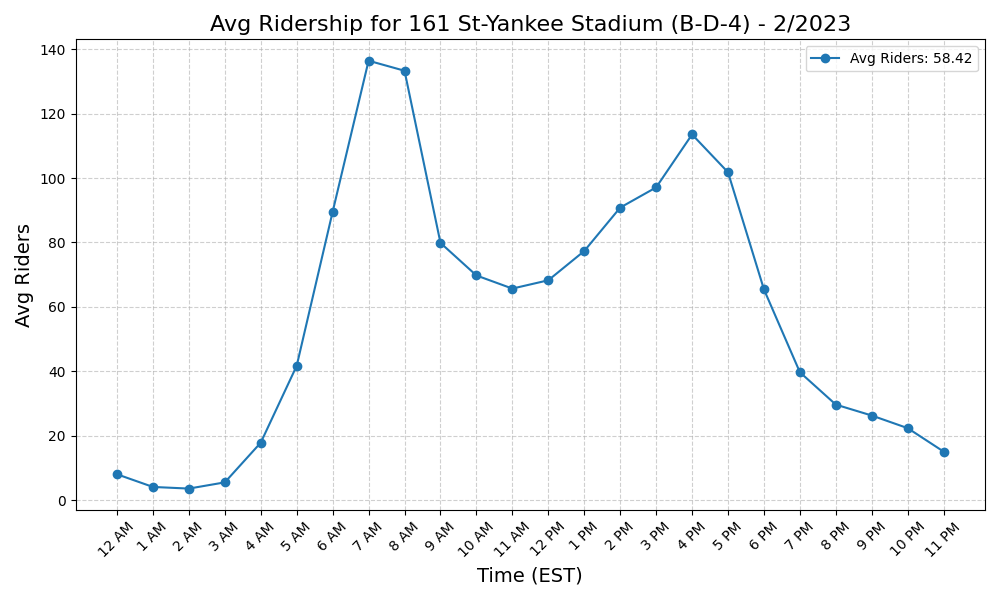 Avg Ridership for 161 St-Yankee Stadium (B-D-4) - 2/2023
Avg Riders: 58.42
Avg Riders
140
120
100
80
60
40
20
0
12 AM
1 AM
2 AM
3 AM
4 AM
5 AM
6 AM
7 AM
8 AM
9 AM
10 AM
11 AM
12 PM
1 PM
2 PM
3 PM
4 PM
5 PM
6 PM
7 PM
8 PM
9 PM
10 PM
11 PM
Time (EST)